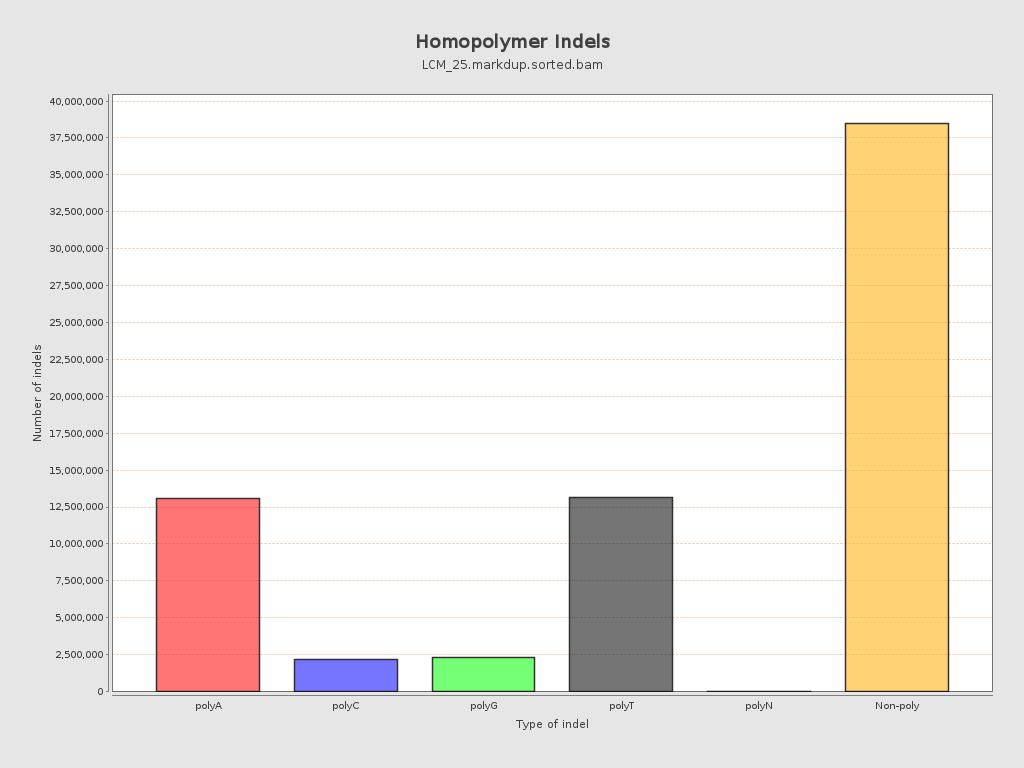 Homopolymer Indels
LCM_25.markdup.sorted.bam
40,000,000
37,500,000
35,000,000
32,500,000
30,000,000
27,500,000
25,000,000
22,500,000
20,000,000
17,500,000
15,000,000
12,500,000
10,000,000
7,500,000
5,000,000
2,500,000
0
Number of indels
polyA
polyC
polyG
polyT
polyN
Non-poly
Type of indel